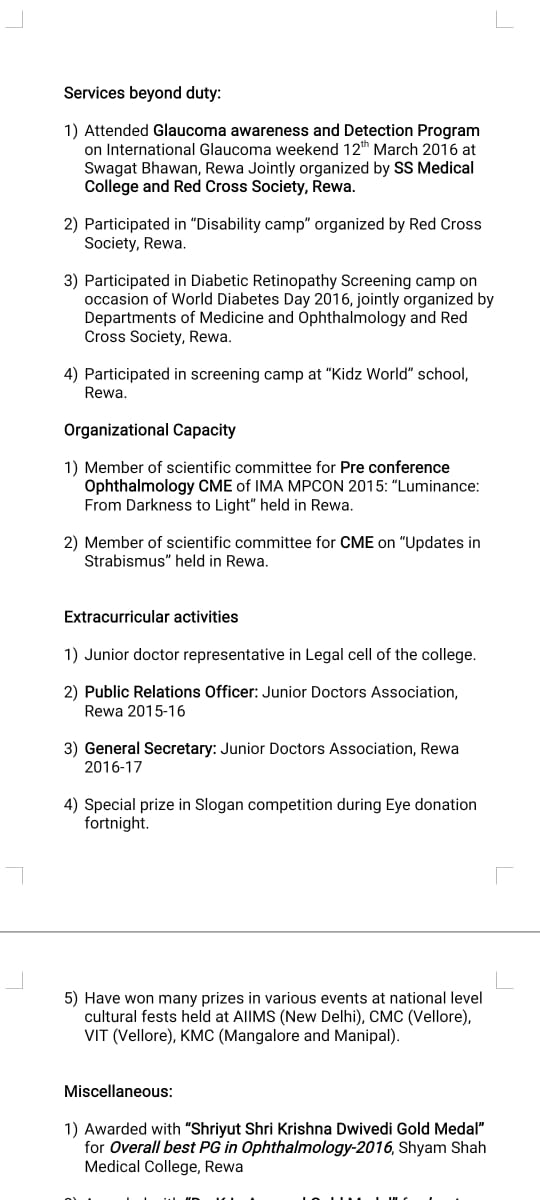 Services beyond duty:
1) Attended Glaucoma awareness and Detection Program
on International Glaucoma weekend 12th March 2016 at
Swagat Bhawan, Rewa Jointly organized by SS Medical
College and Red Cross Society, Rewa.
2) Participated in “Disability camp” organized by Red Cross
Society, Rewa.
3) Participated in Diabetic Retinopathy Screening camp on
occasion of World Diabetes Day 2016, jointly organized by
Departments of Medicine and Ophthalmology and Red
Cross Society, Rewa.
4) Participated in screening camp at “Kidz World” school,
Rewa.
Organizational Capacity
1) Member of scientific committee for Pre conference
Ophthalmology CME of IMA MPCON 2015: “Luminance:
From Darkness to Light” held in Rewa.
2) Member of scientific committee for CME on “Updates in
Strabismus” held in Rewa.
Extracurricular activities
1) Junior doctor representative in Legal cell of the college.
2) Public Relations Officer: Junior Doctors Association,
Rewa 2015-16
3) General Secretary: Junior Doctors Association, Rewa
2016-17
4) Special prize in Slogan competition during Eye donation
fortnight.
5) Have won many prizes in various events at national level
cultural fests held at AIIMS (New Delhi), CMC (Vellore),
VIT (Vellore), KMC (Mangalore and Manipal).
Miscellaneous:
1) Awarded with “Shriyut Shri Krishna Dwivedi Gold Medal”
for Overall best PG in Ophthalmology-2016, Shyam Shah
Medical College, Rewa